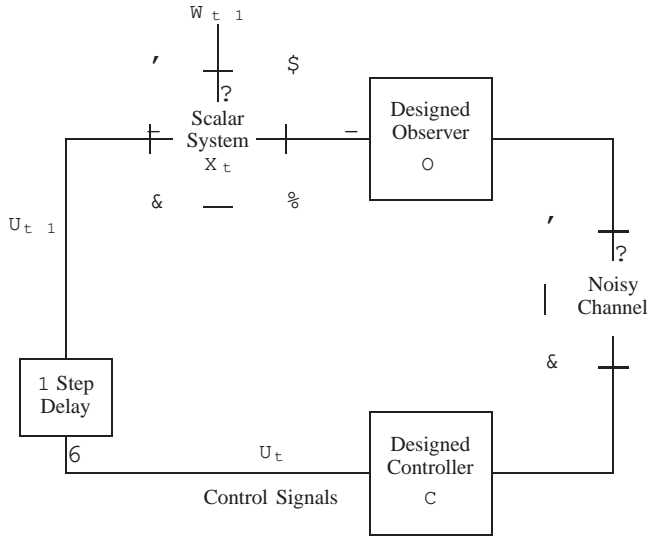 W t 1
' $
?
Scalar
System
X t
& %
Designed
Observer
O
U t 1
'
?
Noisy
Channel
&
1 Step
Delay
6
U t
Control Signals
Designed
Controller
C